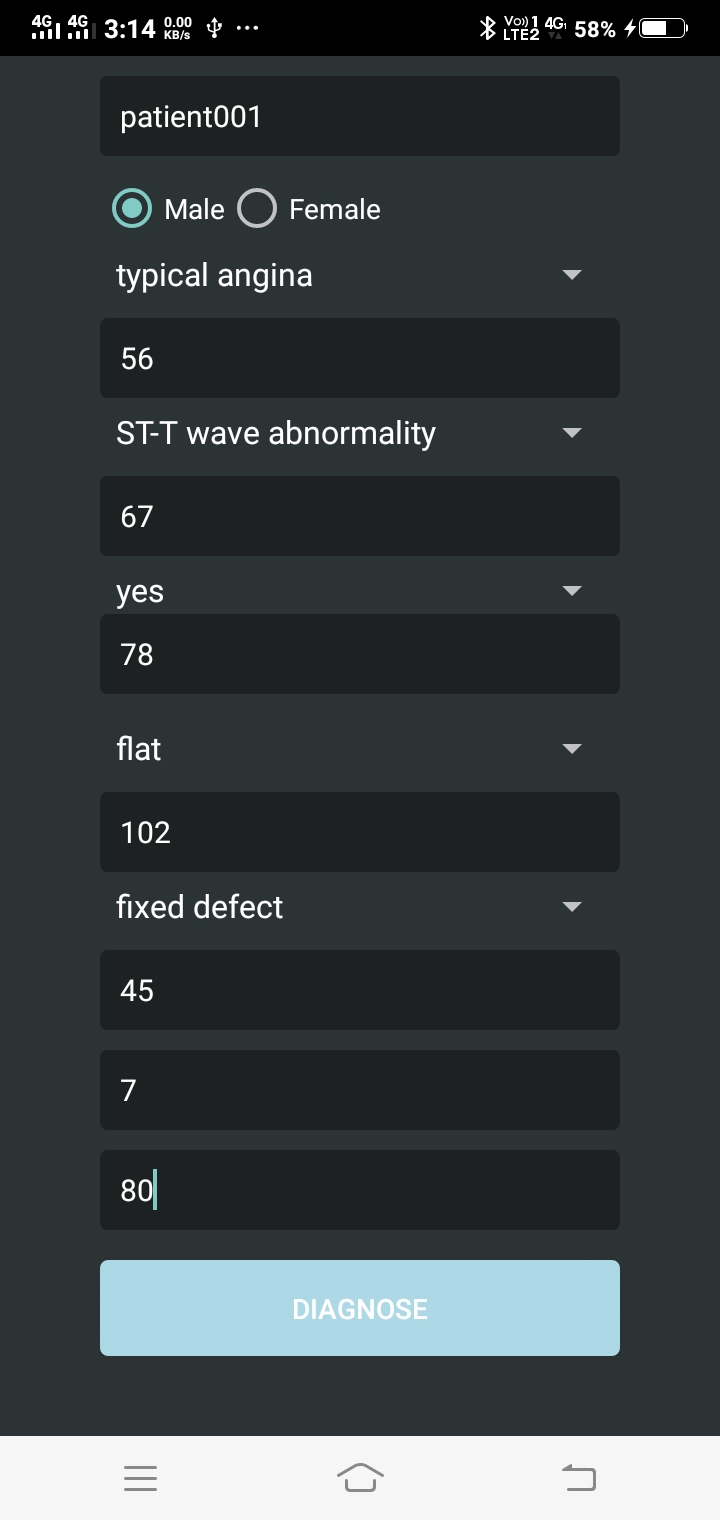 4G 4G 3:14 0.00 KB/s ... Vo)) 1 LTE2 4G 58%
patient001
Male Female
typical angina
56
ST-T wave abnormality
67
yes
78
flat
102
fixed defect
45
7
80
DIAGNOSE